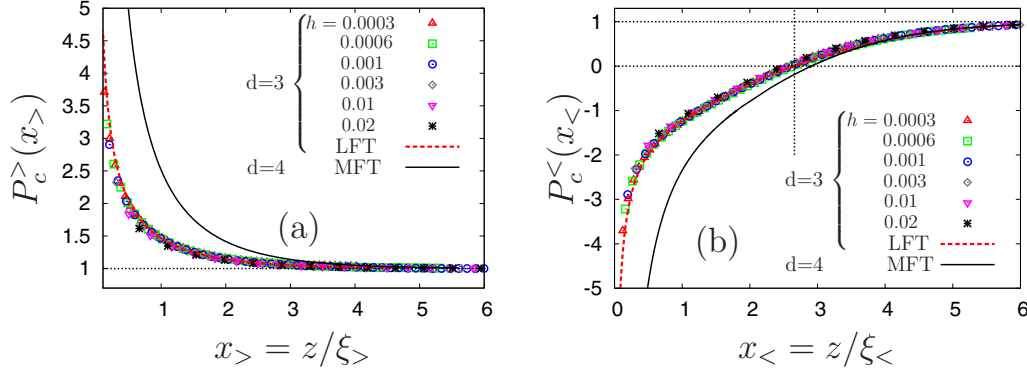 5
4.5
4
3.5
3
2.5
2
1.5
1
P_c^>(x_>)
h = 0.0003
0.0006
0.001
d=3
0.003
0.01
0.02
LFT
d=4
MFT
(a)
1
2
3
4
5
6
x_> = z/ξ_>
1
0
-1
-2
-3
-4
-5
P_c^<(x_<)
h = 0.0003
0.0006
0.001
d=3
0.003
0.01
0.02
LFT
d=4
MFT
(b)
0
1
2
3
4
5
6
x_< = z/ξ_<